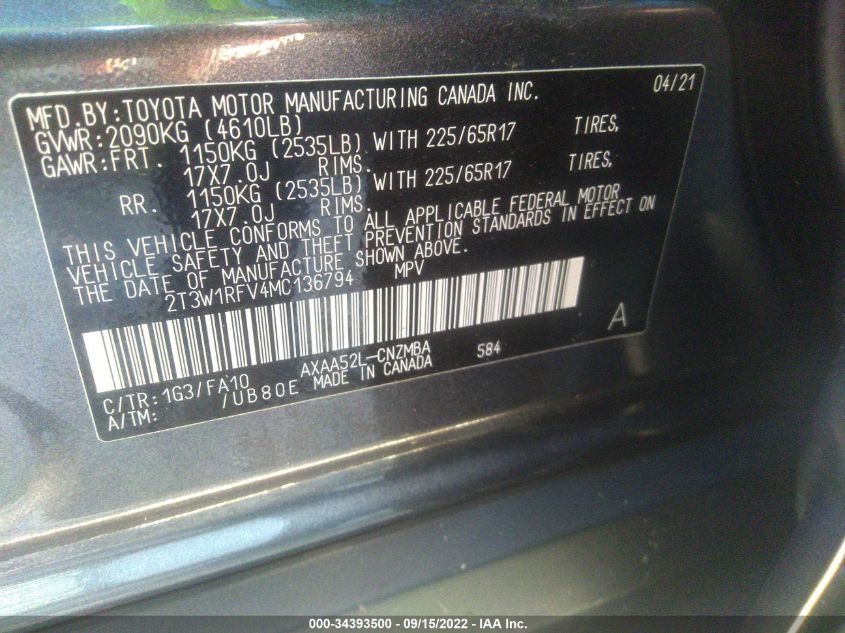 MFD.BY:TOYOTA MOTOR MANUFACTURING CANADA INC. 04/21
GVWR:2090KG (4610LB)
GAWR:FRT. 1150KG (2535LB) WITH 225/65R17 TIRES,
17X7.0J RIMS.
RR. 1150KG (2535LB) WITH 225/65R17 TIRES,
17X7.0J RIMS.
THIS VEHICLE CONFORMS TO ALL APPLICABLE FEDERAL MOTOR
VEHICLE SAFETY AND THEFT PREVENTION STANDARDS IN EFFECT ON
THE DATE OF MANUFACTURE SHOWN ABOVE.
2T3W1RFV4MC136794 MPV
A
C/TR:1G3/FA10 AXAA52L-CNZMBA 584
A/TM: /UB80E MADE IN CANADA
000-34393500 - 09/15/2022 - IAA Inc.